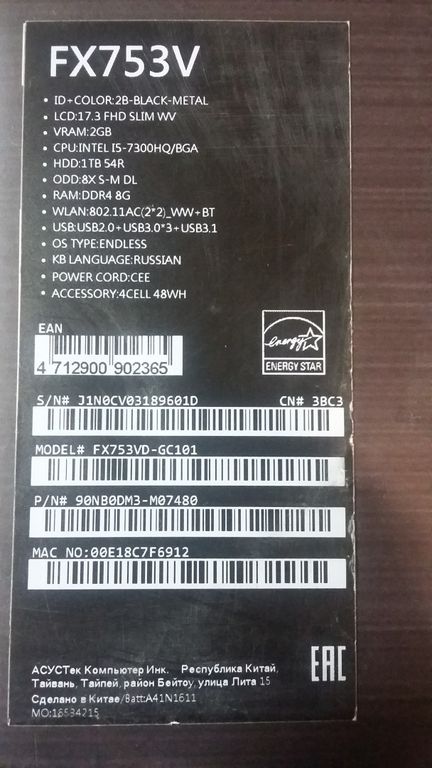 FX753V
• ID+COLOR:2B-BLACK-METAL
• LCD:17.3 FHD SLIM WV
• VRAM:2GB
• CPU:INTEL I5-7300HQ/BGA
• HDD:1TB 54R
• ODD:8X S-M DL
• RAM:DDR4 8G
• WLAN:802.11AC(2*2)_WW+BT
• USB:USB2.0+USB3.0*3+USB3.1
• OS TYPE:ENDLESS
• KB LANGUAGE:RUSSIAN
• POWER CORD:CEE
• ACCESSORY:4CELL 48WH
EAN
4 712900 902365
energy
ENERGY STAR
S/N# J1N0CV03189601D CN# 3BC3
MODEL# FX753VD-GC101
P/N# 90NB0DM3-M07480
MAC NO:00E18C7F6912
АСУСТек Компьютер Инк. Республика Китай,
Тайвань, Тайпей, район Бейтоу, улица Лита 15
Сделано в Китае/Batt:A41N1611
MO:16534215
EAC